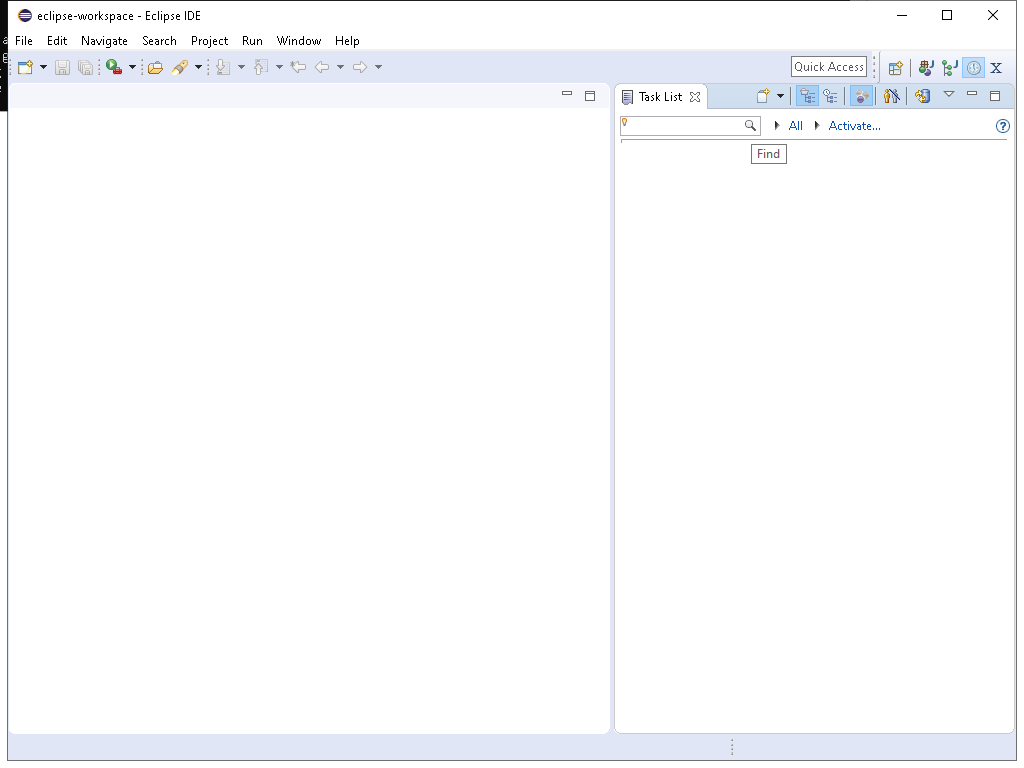 eclipse-workspace - Eclipse IDE
File Edit Navigate Search Project Run Window Help
Quick Access
Task List
All Activate...
Find